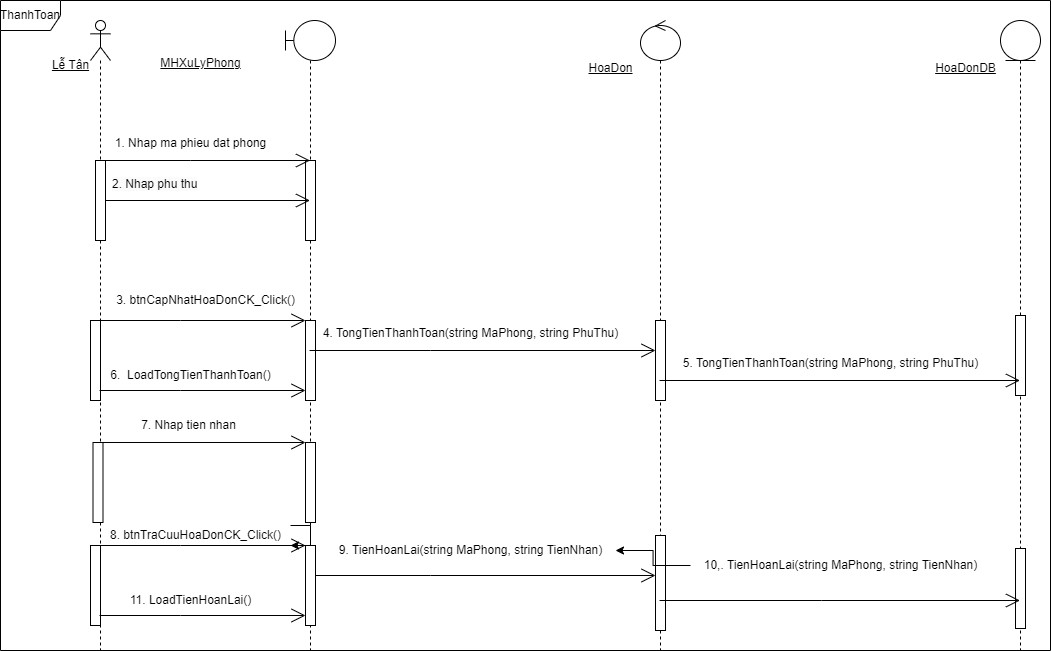 ThanhToan
Lễ Tân
MHXuLyPhong
HoaDon
HoaDonDB
1. Nhap ma phieu dat phong
2. Nhap phu thu
3. btnCapNhatHoaDonCK_Click()
4. TongTienThanhToan(string MaPhong, string PhuThu)
5. TongTienThanhToan(string MaPhong, string PhuThu)
6. LoadTongTienThanhToan()
7. Nhap tien nhan
8. btnTraCuuHoaDonCK_Click()
9. TienHoanLai(string MaPhong, string TienNhan)
10,. TienHoanLai(string MaPhong, string TienNhan)
11. LoadTienHoanLai()